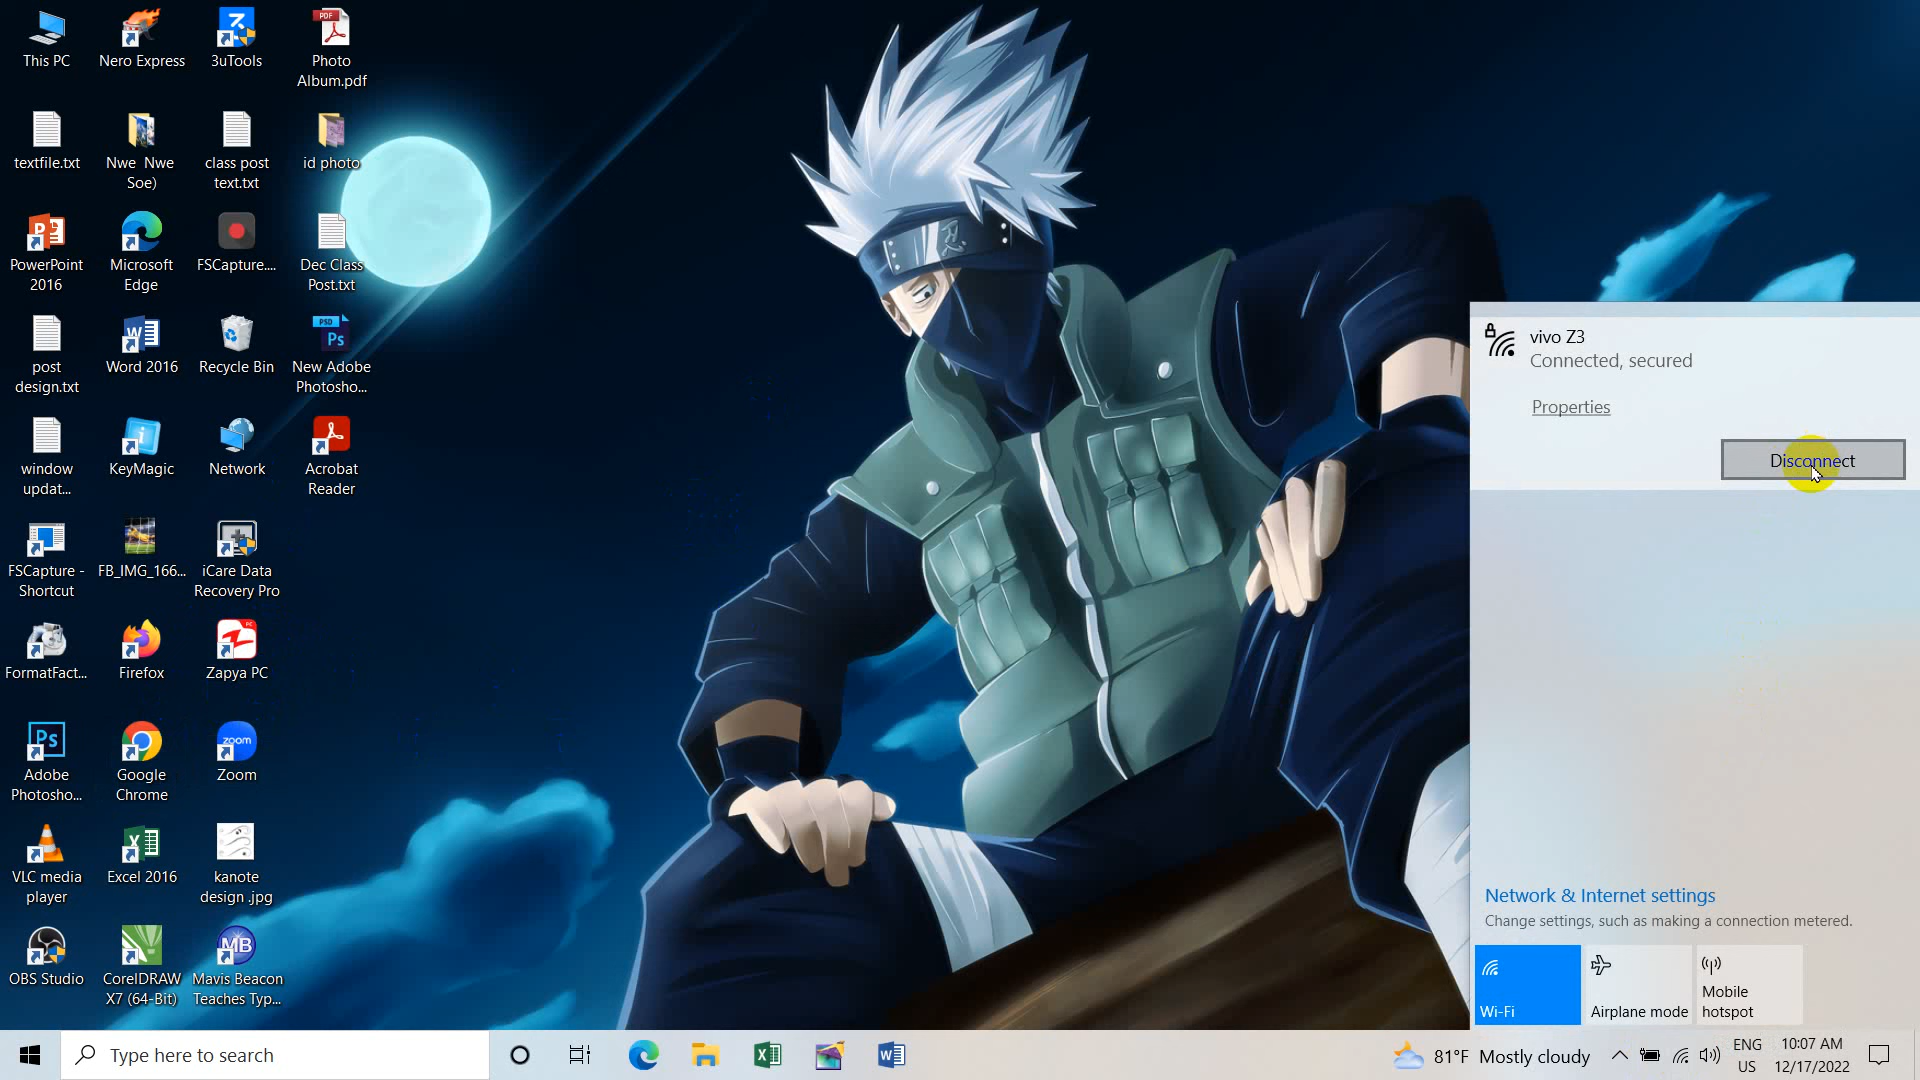 This PC
Nero Express
3uTools
Photo
Album.pdf
textfile.txt
Nwe Nwe
Soe)
class post
text.txt
id photo
PowerPoint
2016
Microsoft
Edge
FSCapture....
Dec Class
Post.txt
post
design.txt
Word 2016
Recycle Bin
New Adobe
Photosho...
window
updat...
KeyMagic
Network
Acrobat
Reader
FSCapture -
Shortcut
FB_IMG_166...
iCare Data
Recovery Pro
FormatFact...
Firefox
Zapya PC
Adobe
Photosho...
Google
Chrome
Zoom
VLC media
player
Excel 2016
kanote
design .jpg
OBS Studio
CorelDRAW
X7 (64-Bit)
Mavis Beacon
Teaches Typ...
vivo Z3
Connected, secured
Properties
Disconnect
Network & Internet settings
Change settings, such as making a connection metered.
Wi-Fi
Airplane mode
Mobile
hotspot
Type here to search
81°F Mostly cloudy
ENG
US
10:07 AM
12/17/2022